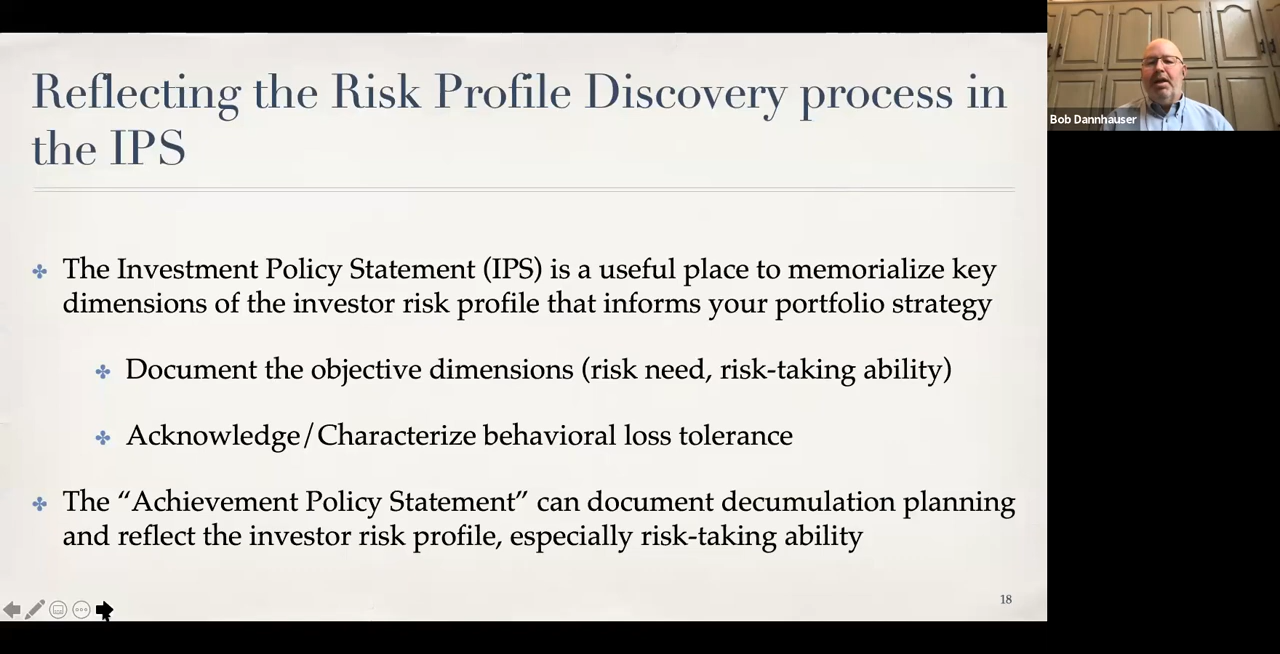 Reflecting the Risk Profile Discovery process in
the IPS
The Investment Policy Statement (IPS) is a useful place to memorialize key
dimensions of the investor risk profile that informs your portfolio strategy
Document the objective dimensions (risk need, risk-taking ability)
Acknowledge/Characterize behavioral loss tolerance
The “Achievement Policy Statement” can document decumulation planning
and reflect the investor risk profile, especially risk-taking ability
18
Bob Dannhauser